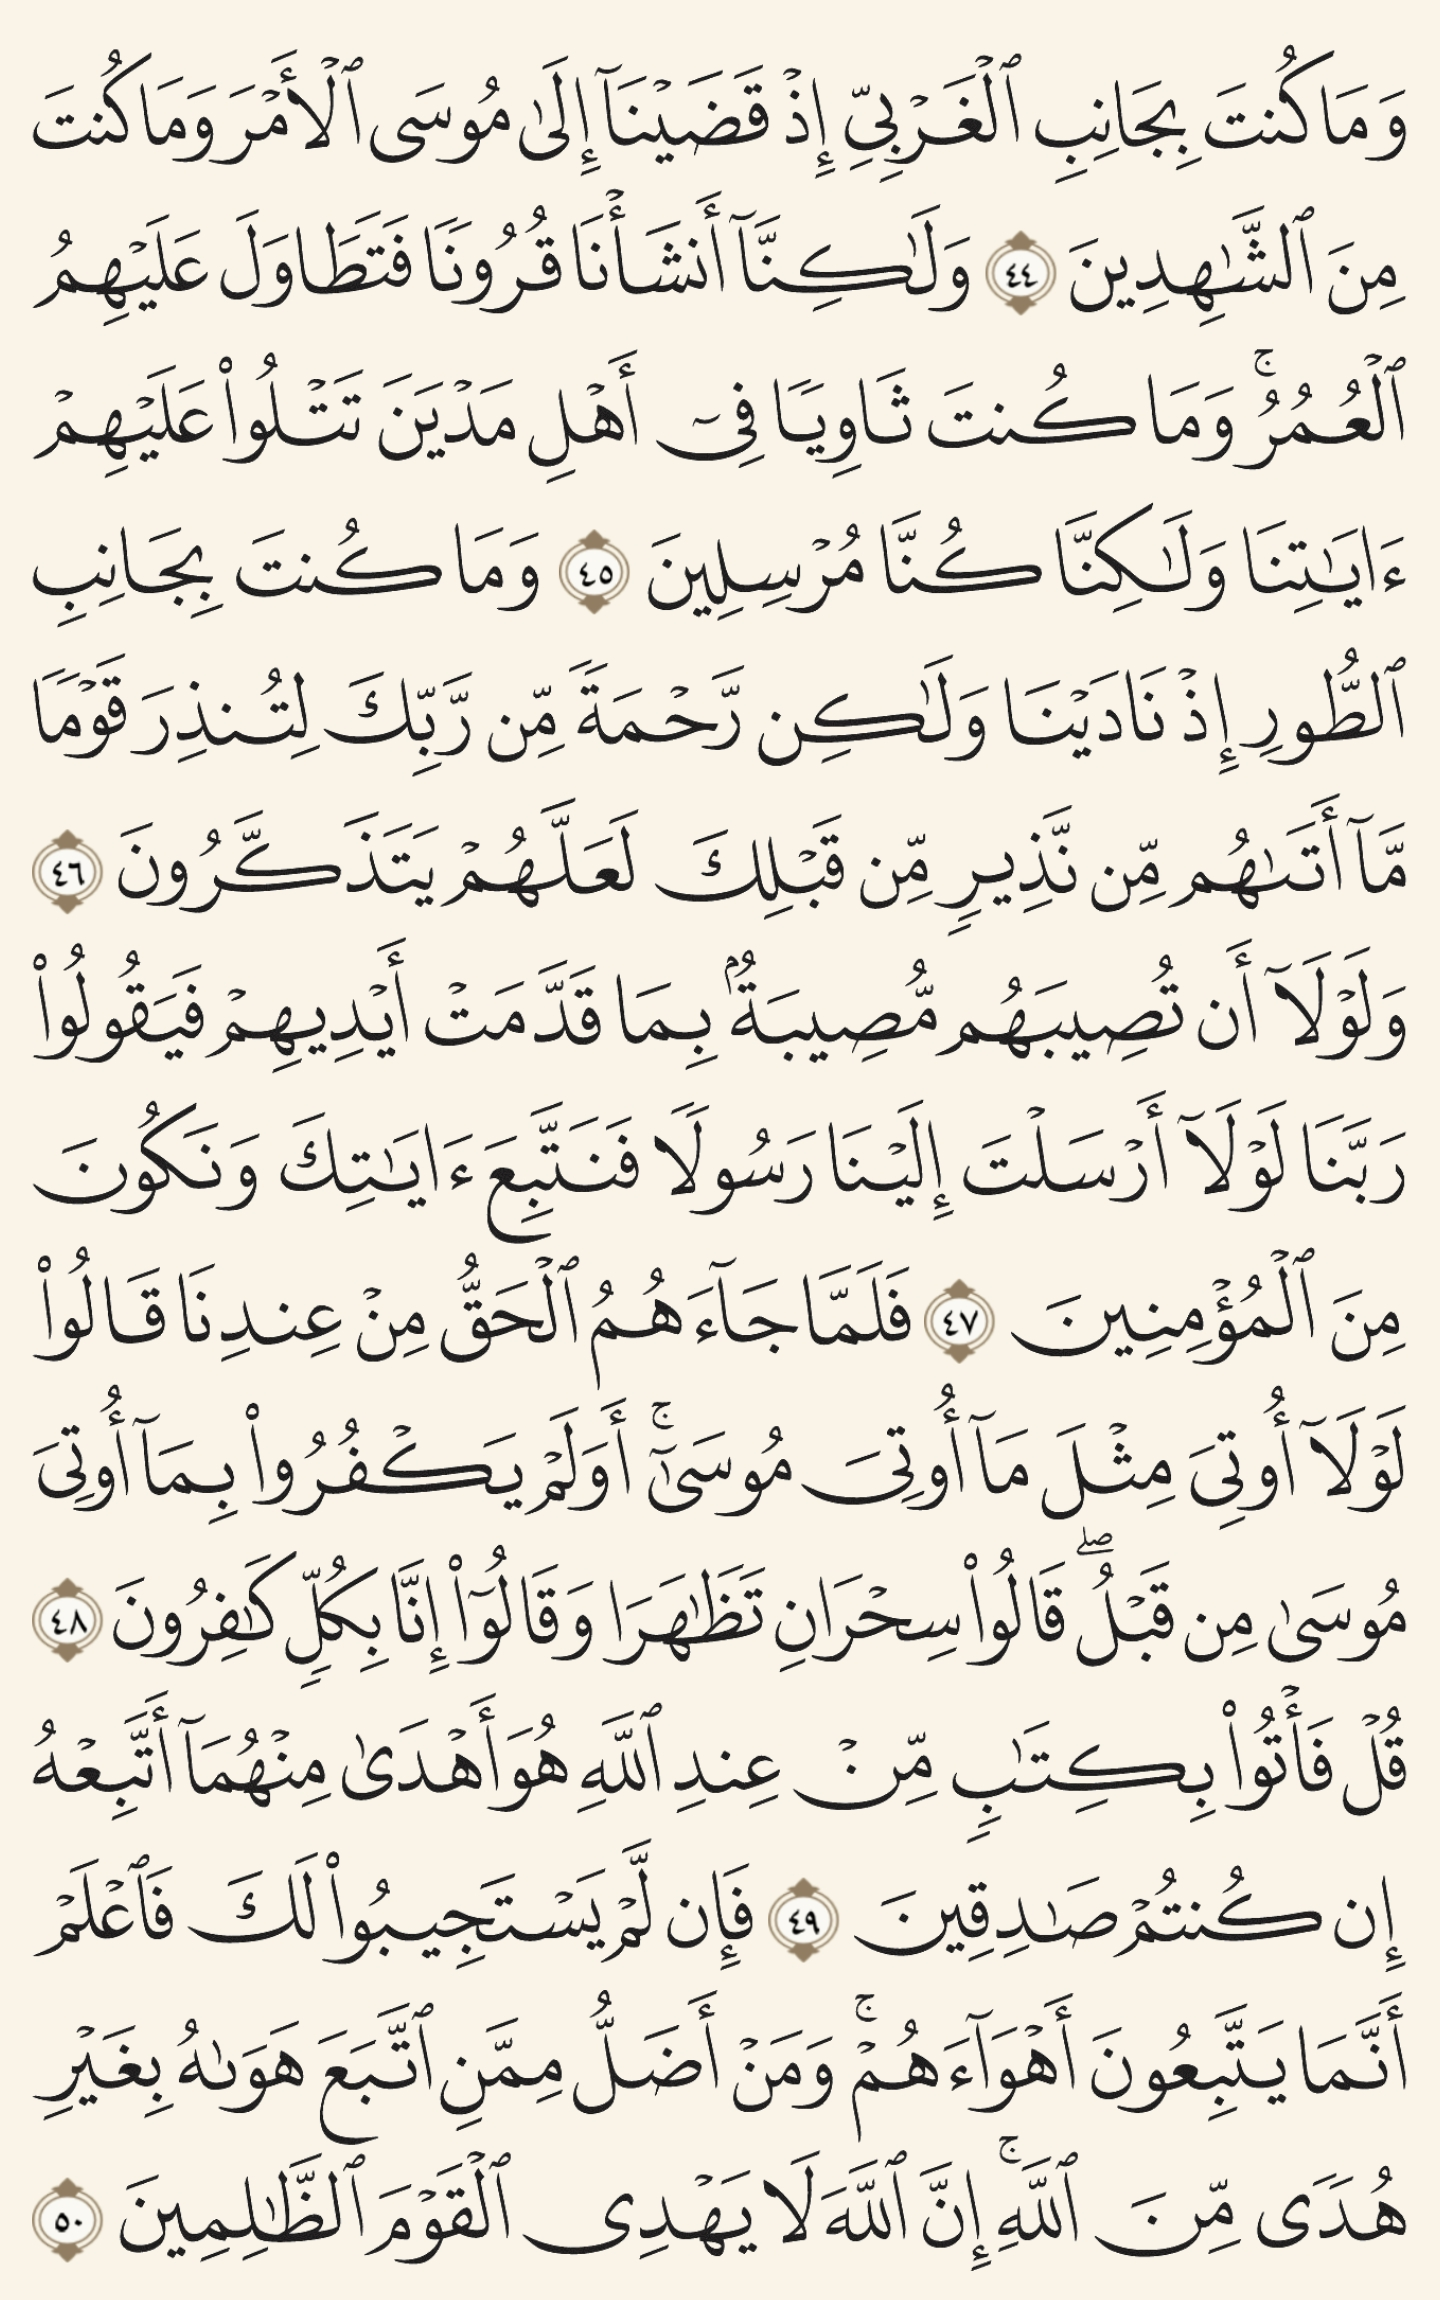 وَمَا كُنتَ بِجَانِبِ ٱلْغَرْبِىِّ إِذْ قَضَيْنَآ إِلَىٰ مُوسَى ٱلْأَمْرَ وَمَا كُنتَ
مِنَ ٱلشَّـٰهِدِينَ ٤٤ وَلَـٰكِنَّآ أَنشَأْنَا قُرُونًا فَتَطَاوَلَ عَلَيْهِمُ
ٱلْعُمُرُ ۚ وَمَا كُنتَ ثَاوِيًا فِىٓ أَهْلِ مَدْيَنَ تَتْلُوا۟ عَلَيْهِمْ
ءَايَـٰتِنَا وَلَـٰكِنَّا كُنَّا مُرْسِلِينَ ٤٥ وَمَا كُنتَ بِجَانِبِ
ٱلطُّورِ إِذْ نَادَيْنَا وَلَـٰكِن رَّحْمَةً مِّن رَّبِّكَ لِتُنذِرَ قَوْمًا
مَّآ أَتَىٰهُم مِّن نَّذِيرٍ مِّن قَبْلِكَ لَعَلَّهُمْ يَتَذَكَّرُونَ ٤٦
وَلَوْلَآ أَن تُصِيبَهُم مُّصِيبَةٌۢ بِمَا قَدَّمَتْ أَيْدِيهِمْ فَيَقُولُوا۟
رَبَّنَا لَوْلَآ أَرْسَلْتَ إِلَيْنَا رَسُولًا فَنَتَّبِعَ ءَايَـٰتِكَ وَنَكُونَ
مِنَ ٱلْمُؤْمِنِينَ ٤٧ فَلَمَّا جَآءَهُمُ ٱلْحَقُّ مِنْ عِندِنَا قَالُوا۟
لَوْلَآ أُوتِىَ مِثْلَ مَآ أُوتِىَ مُوسَىٰٓ ۚ أَوَلَمْ يَكْفُرُوا۟ بِمَآ أُوتِىَ
مُوسَىٰ مِن قَبْلُ ۖ قَالُوا۟ سِحْرَانِ تَظَـٰهَرَا وَقَالُوٓا۟ إِنَّا بِكُلٍّ كَـٰفِرُونَ ٤٨
قُلْ فَأْتُوا۟ بِكِتَـٰبٍ مِّنْ عِندِ ٱللَّهِ هُوَ أَهْدَىٰ مِنْهُمَآ أَتَّبِعْهُ
إِن كُنتُمْ صَـٰدِقِينَ ٤٩ فَإِن لَّمْ يَسْتَجِيبُوا۟ لَكَ فَٱعْلَمْ
أَنَّمَا يَتَّبِعُونَ أَهْوَآءَهُمْ ۚ وَمَنْ أَضَلُّ مِمَّنِ ٱتَّبَعَ هَوَىٰهُ بِغَيْرِ
هُدًى مِّنَ ٱللَّهِ ۚ إِنَّ ٱللَّهَ لَا يَهْدِى ٱلْقَوْمَ ٱلظَّـٰلِمِينَ ٥٠